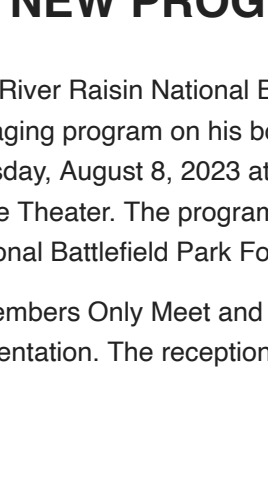 NEW PROG
River Raisin National B
aging program on his bo
sday, August 8, 2023 at
e Theater. The program
onal Battlefield Park Fo
embers Only Meet and
entation. The reception